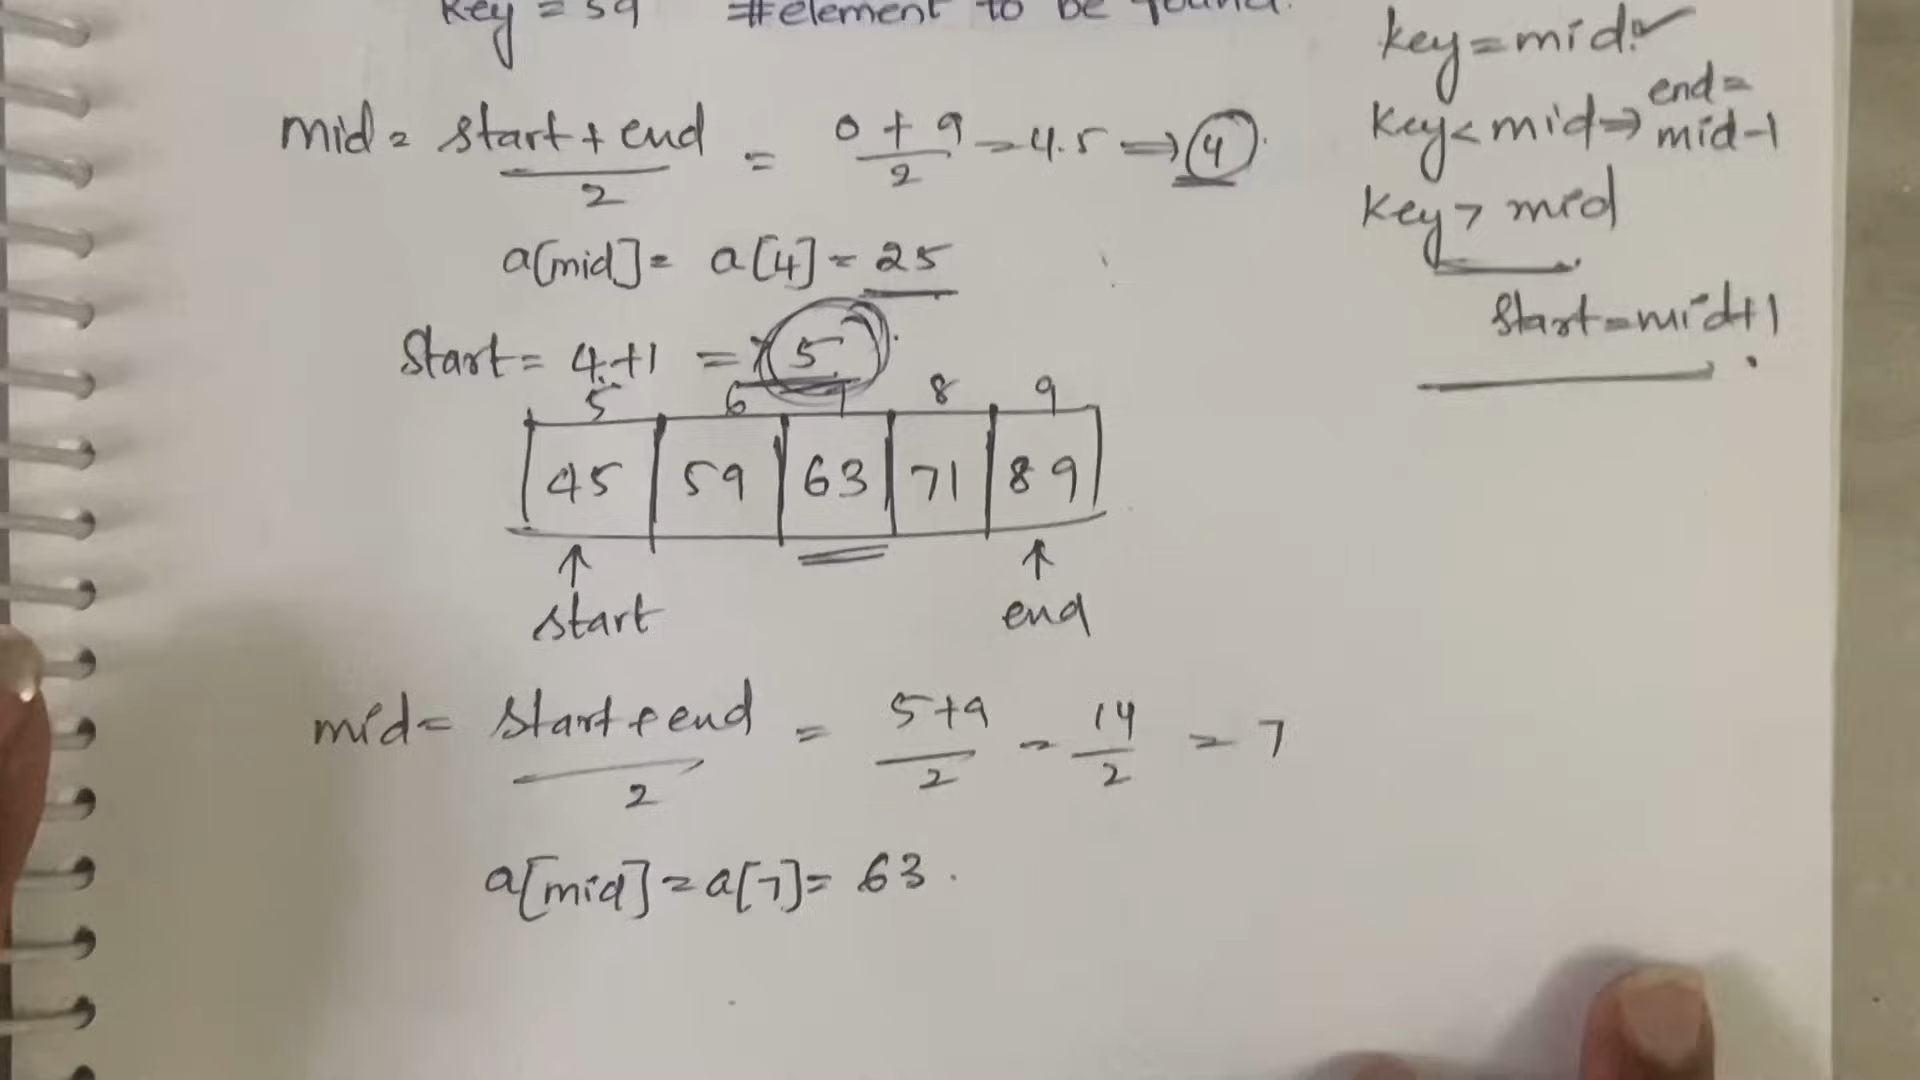 key = 59 #element to be found.
mid = start + end / 2 = 0 + 9 / 2 = 4.5 => 4
a[mid] = a[4] = 25
Start = 4+1 = 5
5 6 7 8 9
45 59 63 71 89
↑ ↑
start end
mid = start + end / 2 = 5+9 / 2 = 14 / 2 = 7
a[mid] = a[7] = 63.
key = mid ✓
key < mid => end = mid-1
key > mid
start = mid+1